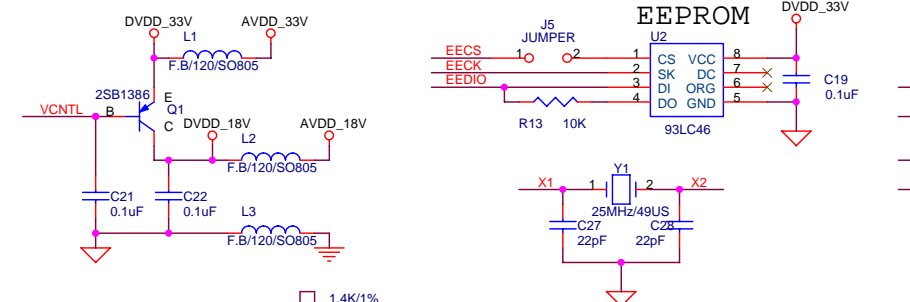 EEPROM
DVDD_33V
DVDD_33V AVDD_33V
L1
F.B/120/SO805
J5
JUMPER
U2
EECS 1 2 1 CS VCC 8
EECK 2 SK DC 7
EEDIO 3 DI ORG 6
4 DO GND 5
C19
0.1uF
R13 10K
93LC46
2SB1386 E
Q1
VCNTL B
C
DVDD_18V AVDD_18V
L2
F.B/120/SO805
C21
0.1uF
C22
0.1uF
L3
F.B/120/SO805
Y1
X1 1 2 X2
25MHz/49US
C27
22pF
C28
22pF
1.4K/1%